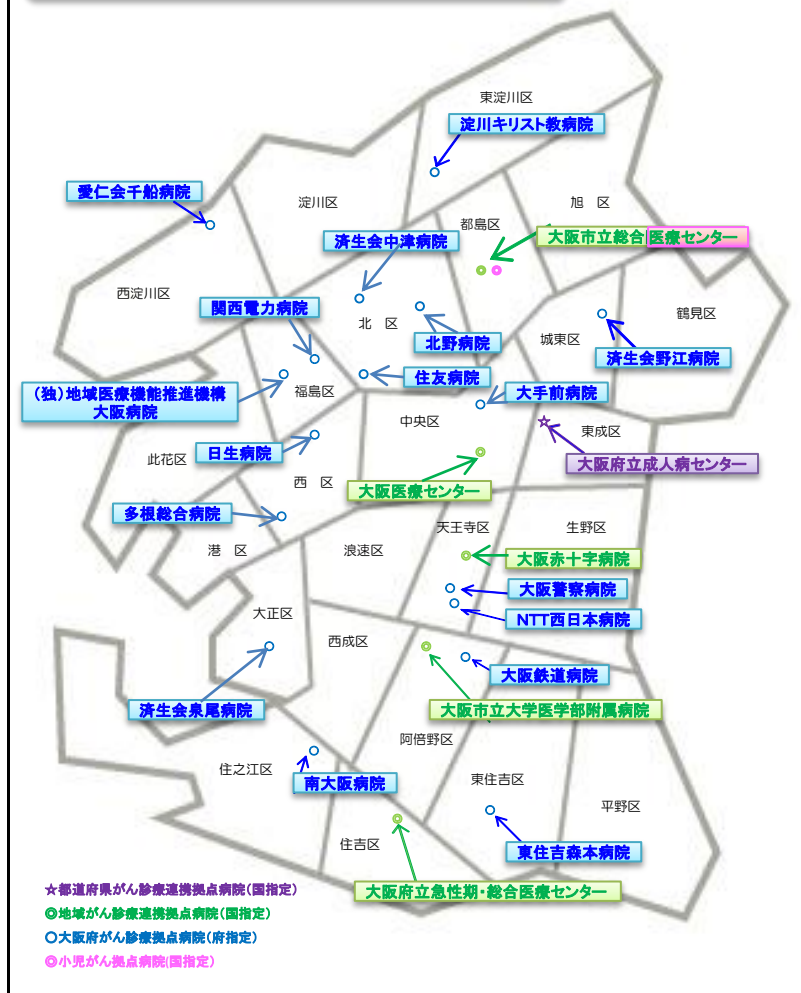 東淀川区
淀川キリスト教病院
愛仁会千船病院
淀川区
旭　区
都島区
済生会中津病院
大阪市立総合医療センター
西淀川区
関西電力病院
鶴見区
北　区
城東区
北野病院
済生会野江病院
住友病院
（独）地域医療機能推進機構
大阪病院
福島区
大手前病院
中央区
東成区
此花区
日生病院
大阪府立成人病センター
西　区
大阪医療センター
多根総合病院
天王寺区
生野区
港　区
浪速区
大阪赤十字病院
大阪警察病院
大正区
NTT西日本病院
西成区
大阪鉄道病院
済生会泉尾病院
大阪市立大学医学部附属病院
阿倍野区
住之江区
南大阪病院
東住吉区
平野区
住吉区
東住吉森本病院
大阪府立急性期・総合医療センター
☆都道府県がん診療連携拠点病院（国指定）
◎地域がん診療連携拠点病院（国指定）
○大阪府がん診療拠点病院（府指定）
◎小児がん拠点病院(国指定）